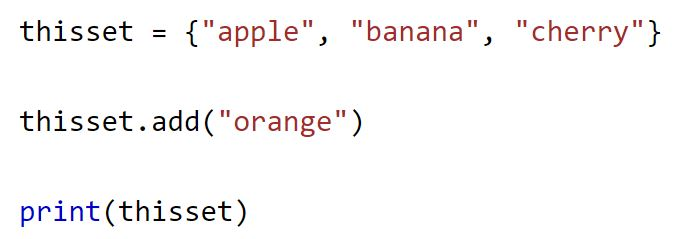 thisset = {"apple", "banana", "cherry"}
thisset.add("orange")
print(thisset)